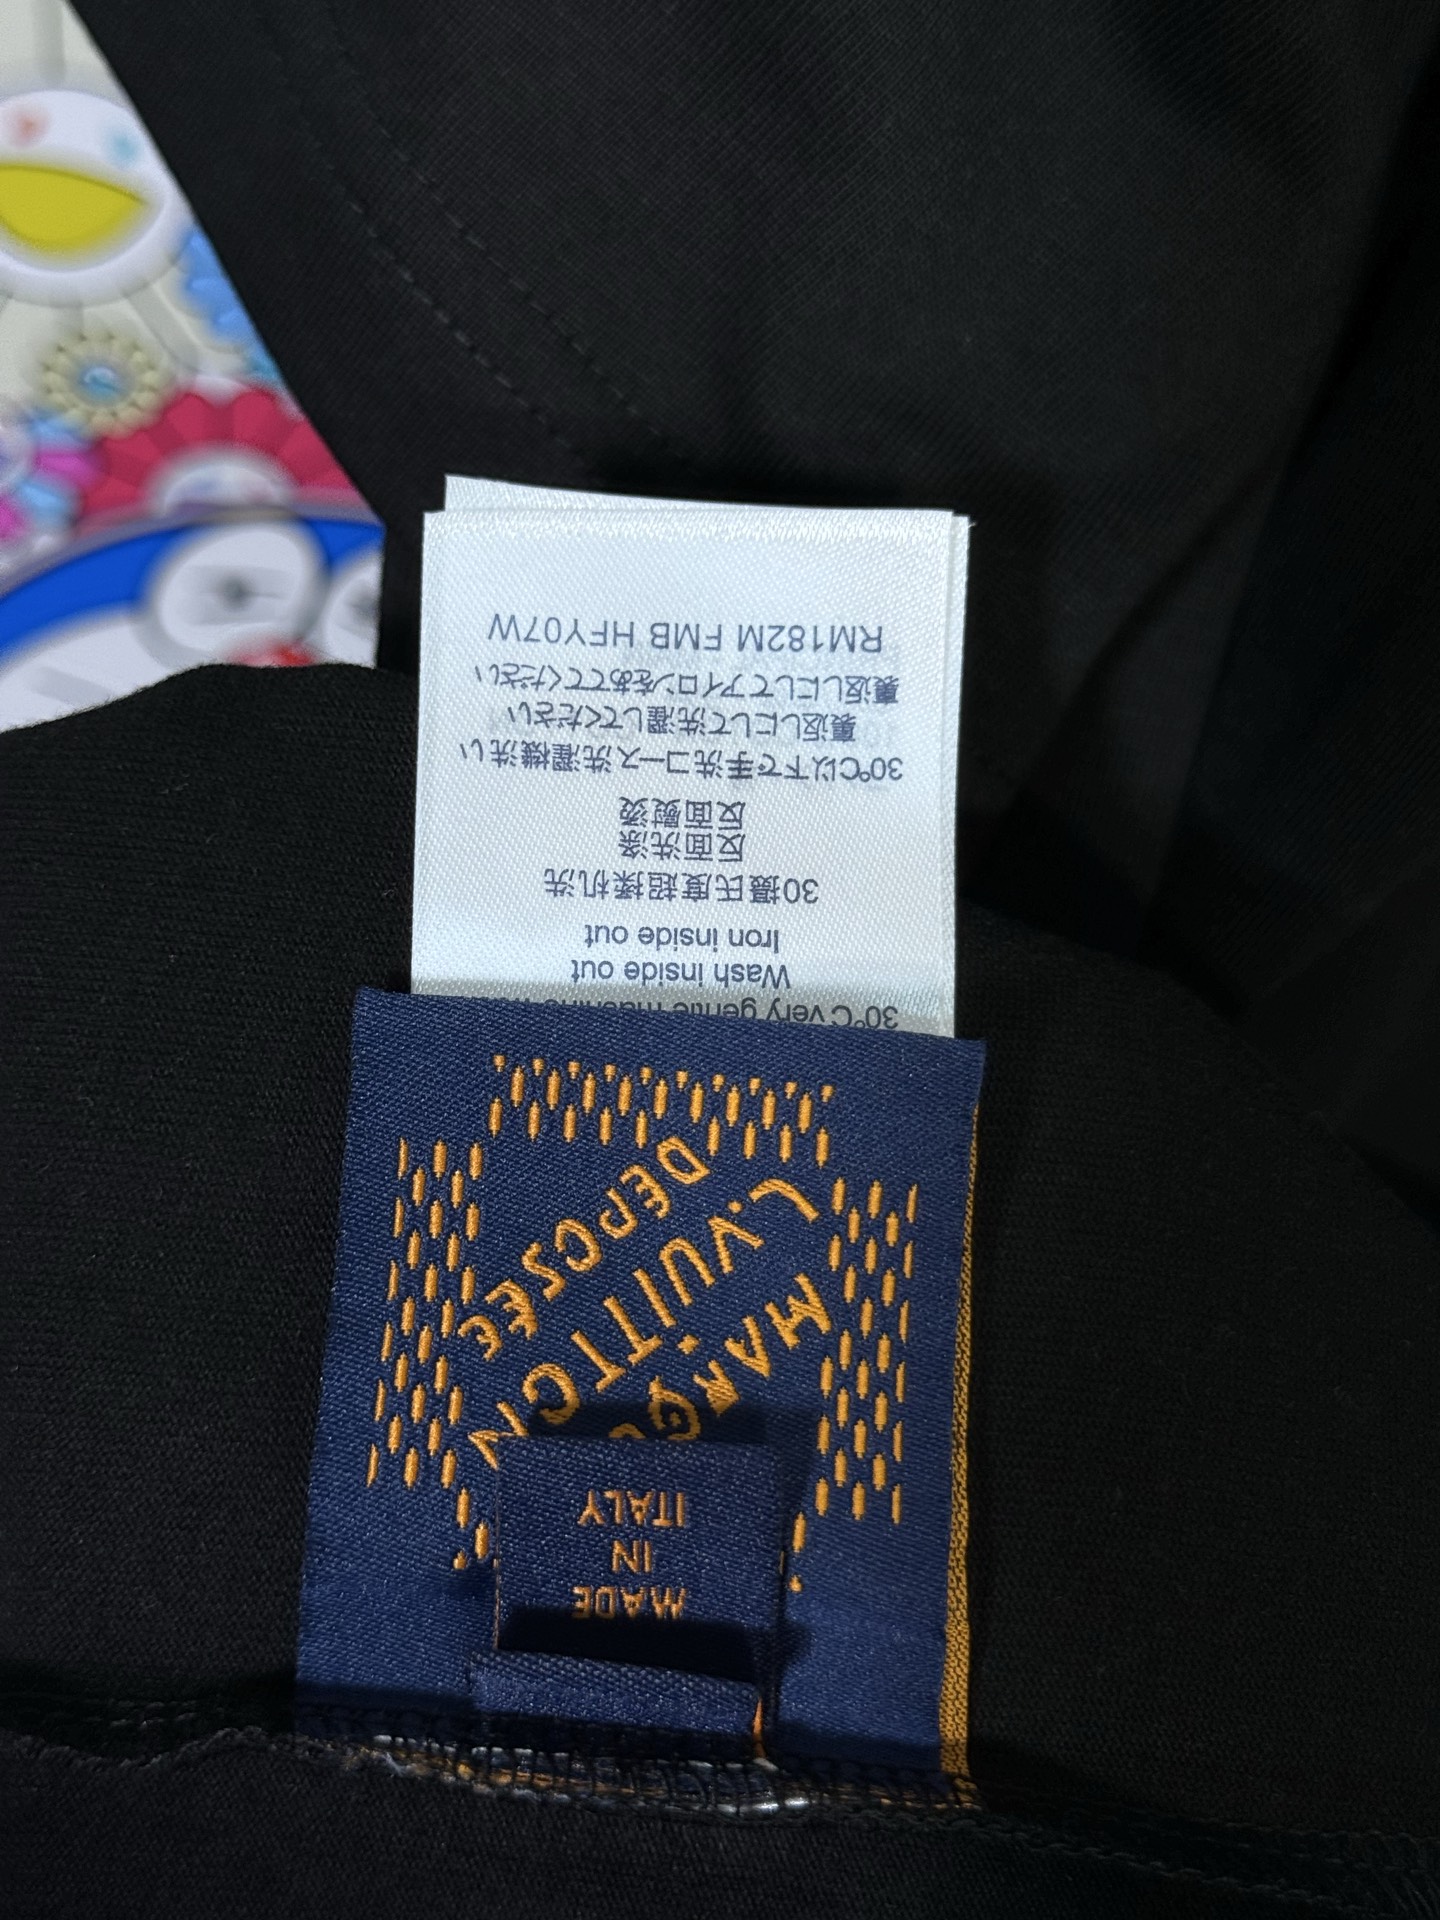 MADE
IN
ITALY
MARQU
L.VUITTON
DEPOSEE
Wash inside out
Iron inside out
30摄氏度超揉机洗
反面洗涤
反面熨烫
30℃以下で手洗コース洗濯機洗い
裏返しにして洗濯してください
裏返しにしてアイロンをあててください
RM182M FMB HFY07W